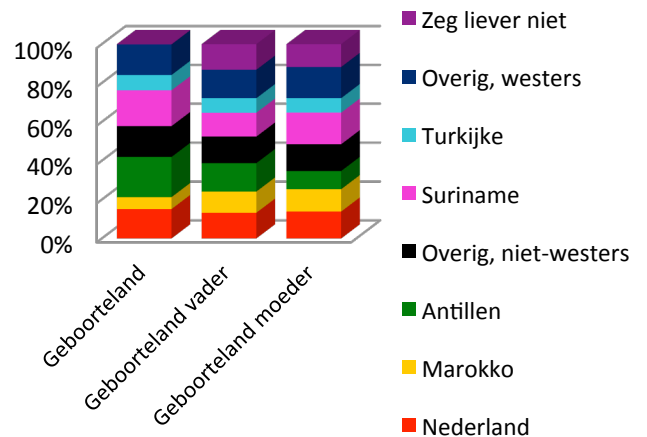 100%
80%
60%
40%
20%
0%
Geboorteland
Geboorteland vader
Geboorteland moeder
Zeg liever niet
Overig, westers
Turkijke
Suriname
Overig, niet-westers
Antillen
Marokko
Nederland